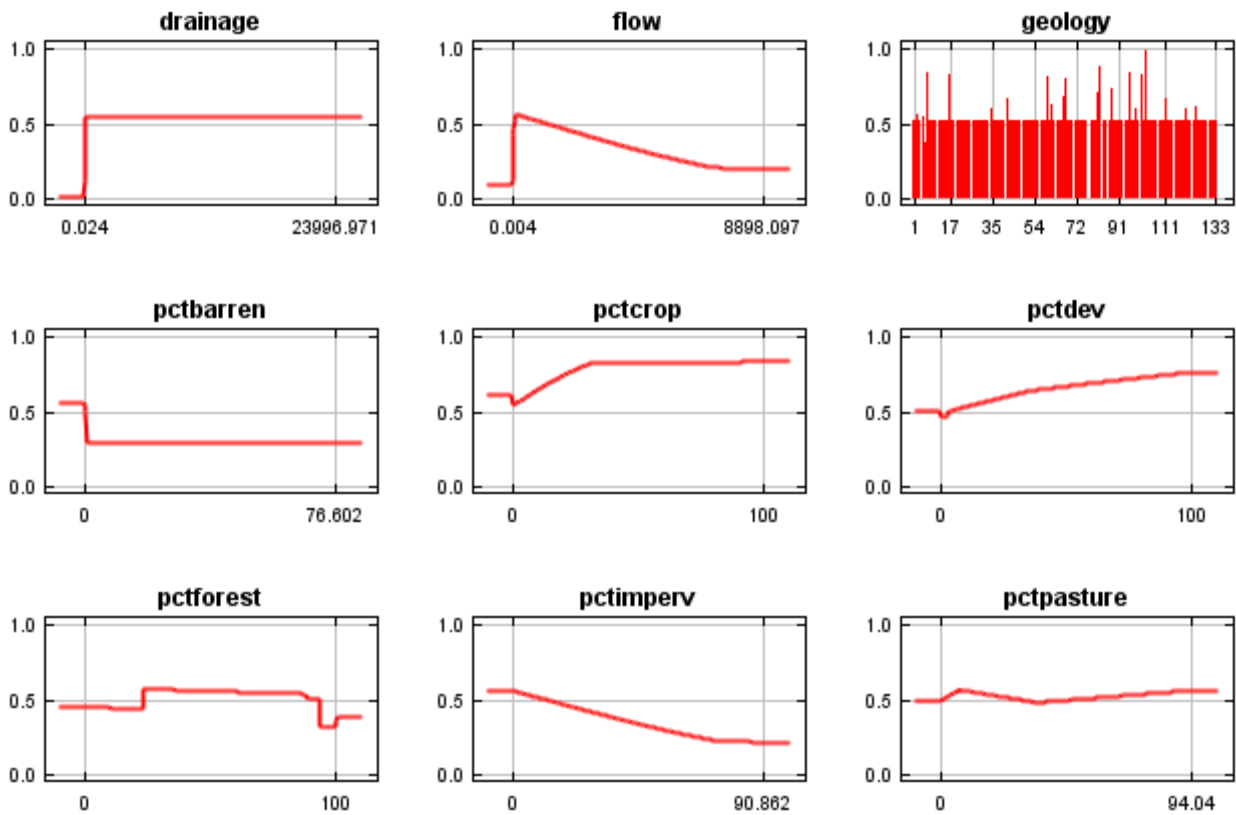 drainage flow geology
1.0 1.0 1.0
0.5 0.5 0.5
0.0 0.0 0.0
0.024 23996.971 0.004 8898.097 1 17 35 54 72 91 111 133
pctbarren pctcrop pctdev
1.0 1.0 1.0
0.5 0.5 0.5
0.0 0.0 0.0
0 76.602 0 100 0 100
pctforest pctimperv pctpasture
1.0 1.0 1.0
0.5 0.5 0.5
0.0 0.0 0.0
0 100 0 90.862 0 94.04